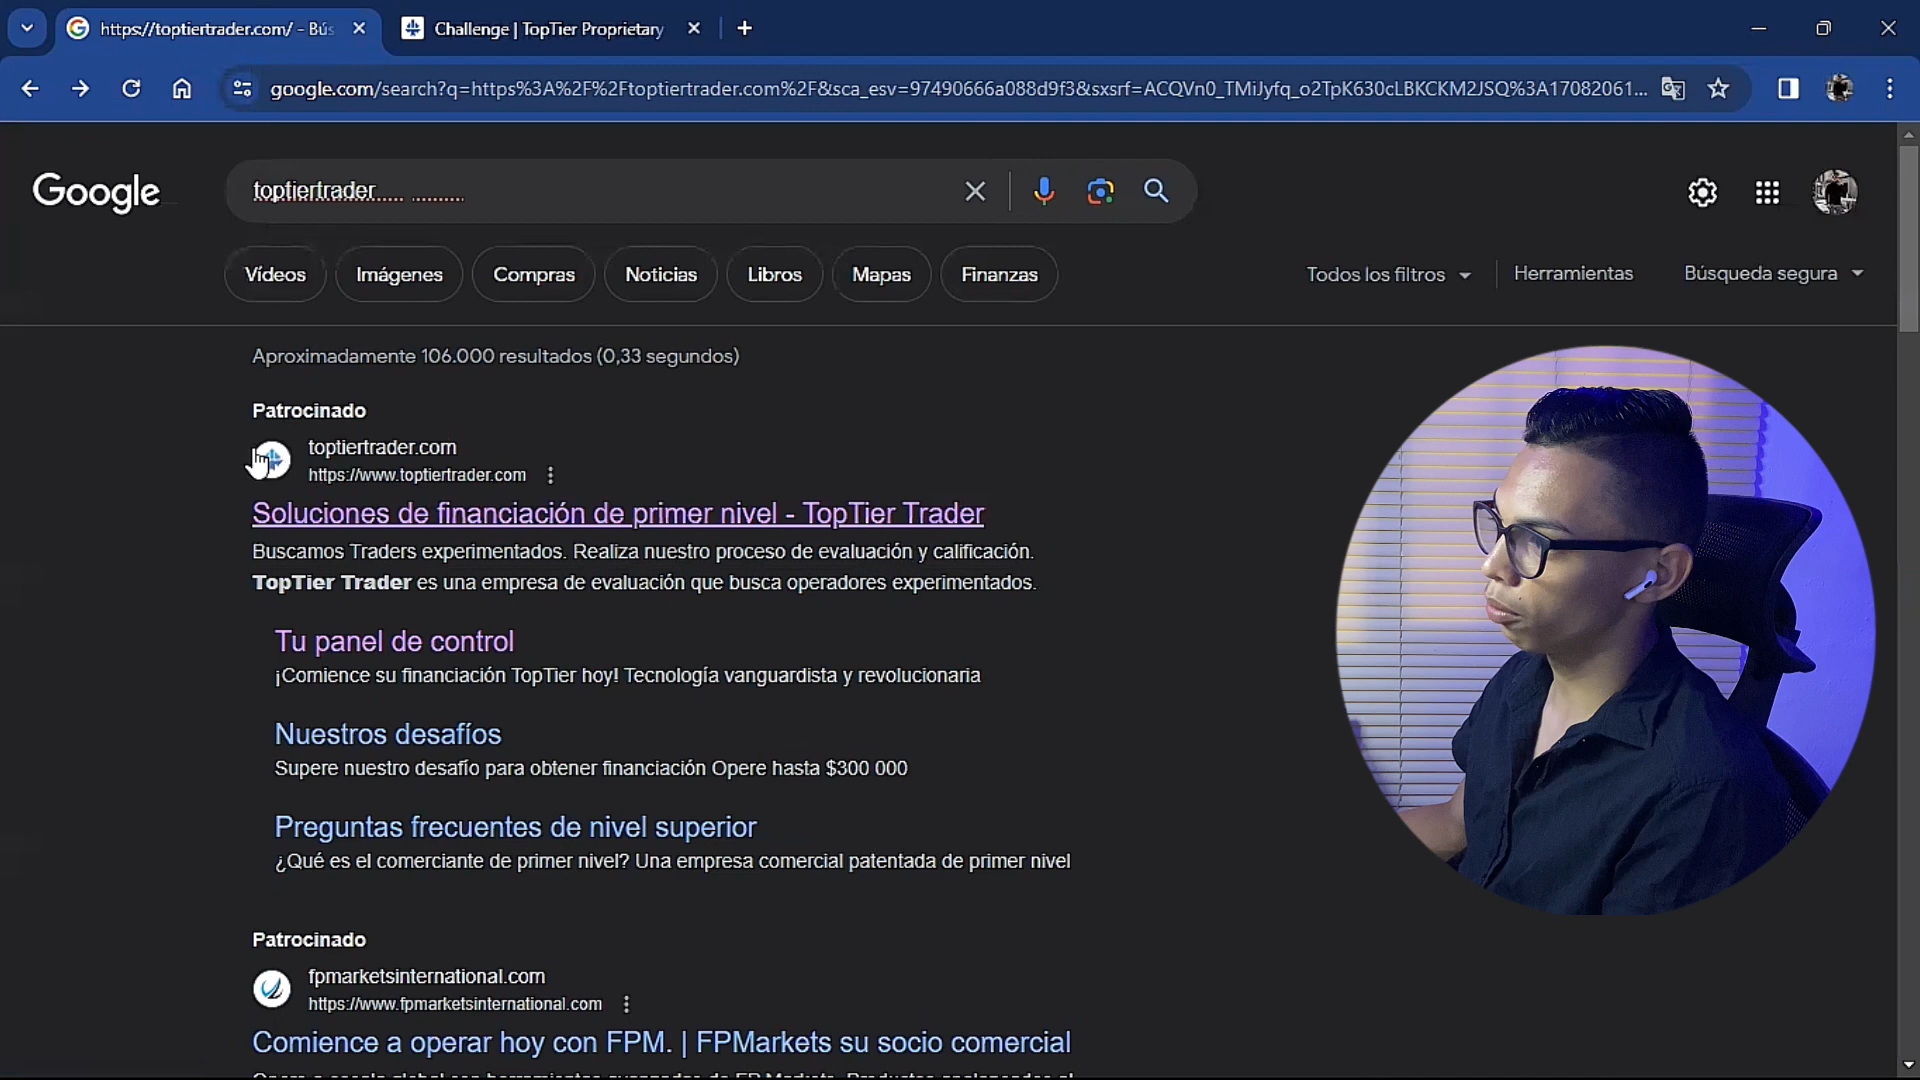 https://toptiertrader.com/ - Bús
Challenge | TopTier Proprietary
google.com/search?q=https%3A%2F%2Ftoptiertrader.com%2F&sca_esv=97490666a088d9f3&sxsrf=ACQVn0_TMiJyfq_o2TpK630cLBKCKM2JSQ%3A17082061...
Google
toptiertrader
Vídeos
Imágenes
Compras
Noticias
Libros
Mapas
Finanzas
Todos los filtros
Herramientas
Búsqueda segura
Aproximadamente 106.000 resultados (0,33 segundos)
Patrocinado
toptiertrader.com
https://www.toptiertrader.com
Soluciones de financiación de primer nivel - TopTier Trader
Buscamos Traders experimentados. Realiza nuestro proceso de evaluación y calificación.
TopTier Trader es una empresa de evaluación que busca operadores experimentados.
Tu panel de control
¡Comience su financiación TopTier hoy! Tecnología vanguardista y revolucionaria
Nuestros desafíos
Supere nuestro desafío para obtener financiación Opere hasta $300 000
Preguntas frecuentes de nivel superior
¿Qué es el comerciante de primer nivel? Una empresa comercial patentada de primer nivel
Patrocinado
fpmarketsinternational.com
https://www.fpmarketsinternational.com
Comience a operar hoy con FPM. | FPMarkets su socio comercial